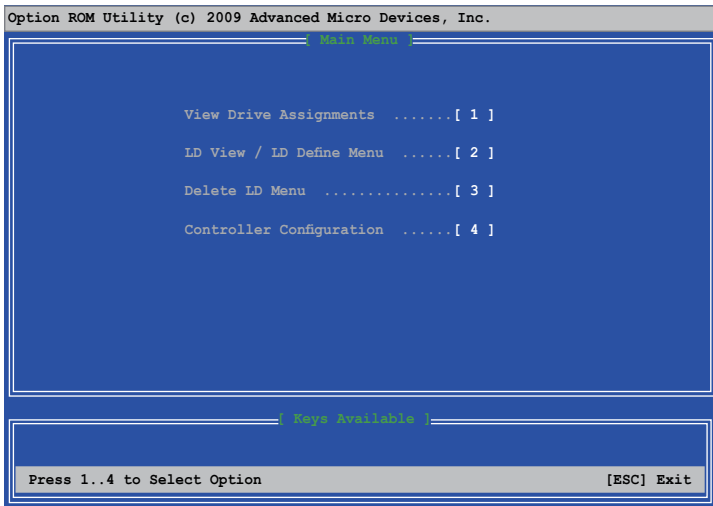 Option ROM Utility (c) 2009 Advanced Micro Devices, Inc.
[ Main Menu ]
View Drive Assignments .......[ 1 ]
LD View / LD Define Menu ......[ 2 ]
Delete LD Menu ...............[ 3 ]
Controller Configuration ......[ 4 ]
[ Keys Available ]
Press 1..4 to Select Option [ESC] Exit